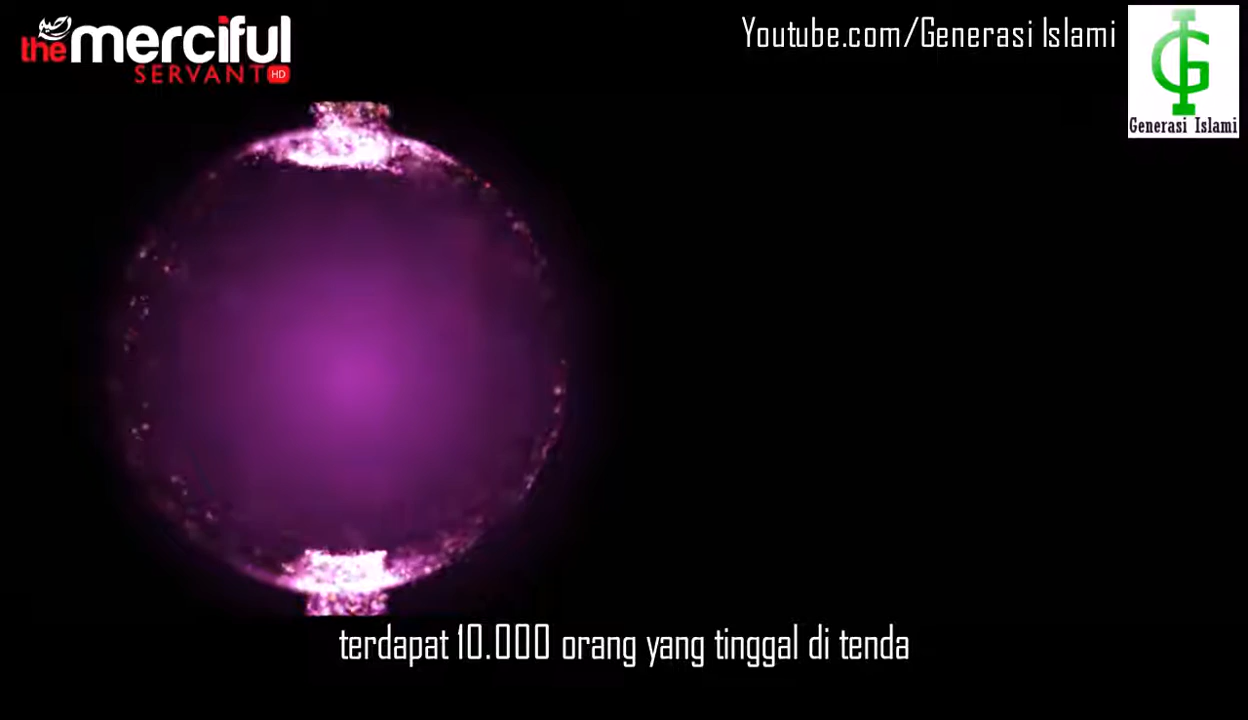 the merciful
SERVANT HD
Youtube.com/Generasi Islami
Generasi Islami
terdapat 10.000 orang yang tinggal di tenda